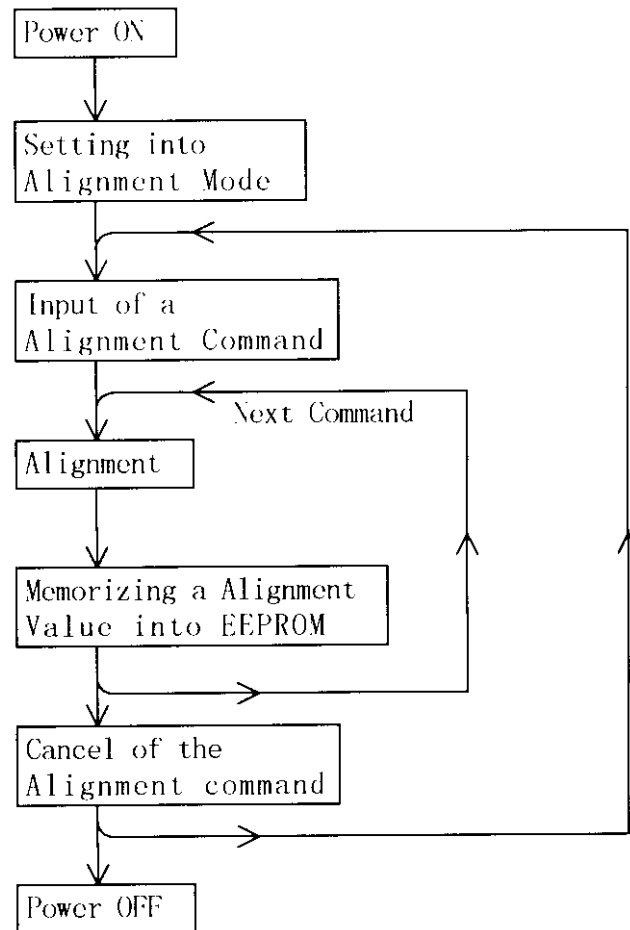 Power ON
Setting into
Alignment Mode
Input of a
Alignment Command
Next Command
Alignment
Memorizing a Alignment
Value into EEPROM
Cancel of the
Alignment command
Power OFF